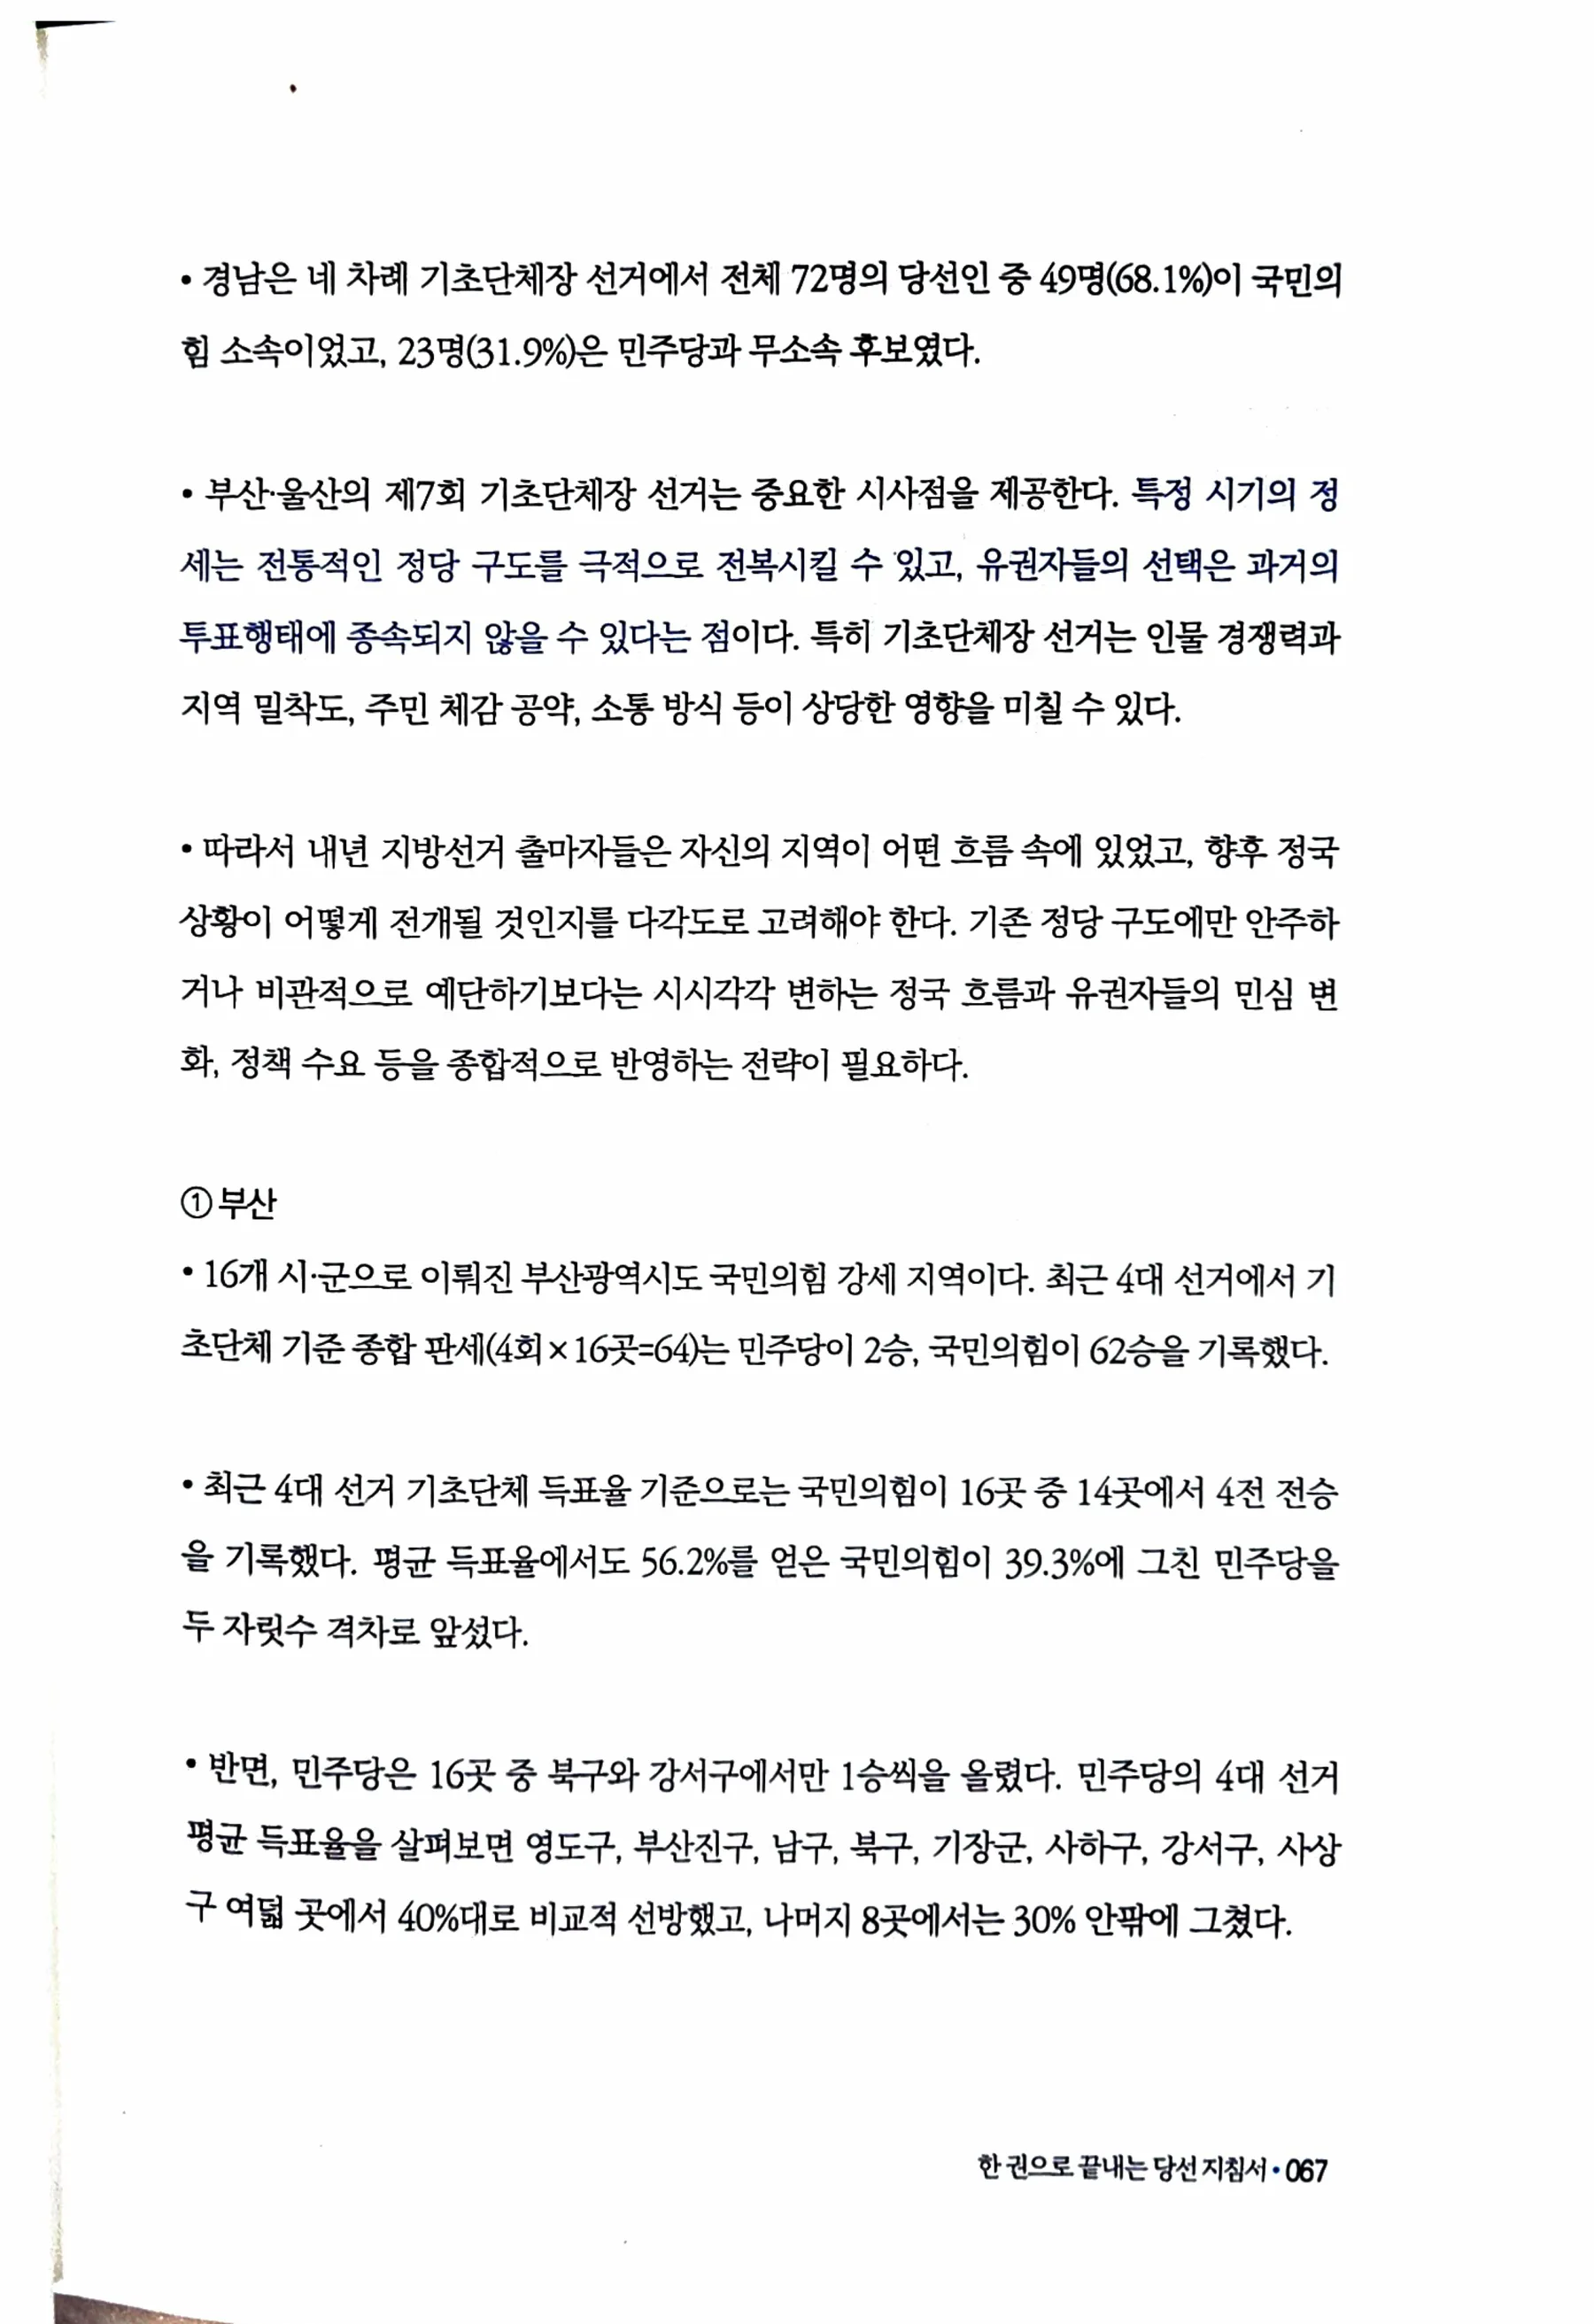 • 경남은 네 차례 기초단체장 선거에서 전체 72명의 당선인 중 49명(68.1%)이 국민의
힘 소속이었고, 23명(31.9%)은 민주당과 무소속 후보였다.
• 부산·울산의 제7회 기초단체장 선거는 중요한 시사점을 제공한다. 특정 시기의 정
세는 전통적인 정당 구도를 극적으로 전복시킬 수 있고, 유권자들의 선택은 과거의
투표행태에 종속되지 않을 수 있다는 점이다. 특히 기초단체장 선거는 인물 경쟁력과
지역 밀착도, 주민 체감 공약, 소통 방식 등이 상당한 영향을 미칠 수 있다.
• 따라서 내년 지방선거 출마자들은 자신의 지역이 어떤 흐름 속에 있었고, 향후 정국
상황이 어떻게 전개될 것인지를 다각도로 고려해야 한다. 기존 정당 구도에만 안주하
거나 비관적으로 예단하기보다는 시시각각 변하는 정국 흐름과 유권자들의 민심 변
화, 정책 수요 등을 종합적으로 반영하는 전략이 필요하다.
① 부산
• 16개 시·군으로 이뤄진 부산광역시도 국민의힘 강세 지역이다. 최근 4대 선거에서 기
초단체 기준 종합 판세(4회×16곳=64)는 민주당이 2승, 국민의힘이 62승을 기록했다.
• 최근 4대 선거 기초단체 득표율 기준으로는 국민의힘이 16곳 중 14곳에서 4전 전승
을 기록했다. 평균 득표율에서도 56.2%를 얻은 국민의힘이 39.3%에 그친 민주당을
두 자릿수 격차로 앞섰다.
• 반면, 민주당은 16곳 중 북구와 강서구에서만 1승씩을 올렸다. 민주당의 4대 선거
평균 득표율을 살펴보면 영도구, 부산진구, 남구, 북구, 기장군, 사하구, 강서구, 사상
구 여덟 곳에서 40%대로 비교적 선방했고, 나머지 8곳에서는 30% 안팎에 그쳤다.
한 권으로 끝내는 당선 지침서 • 067